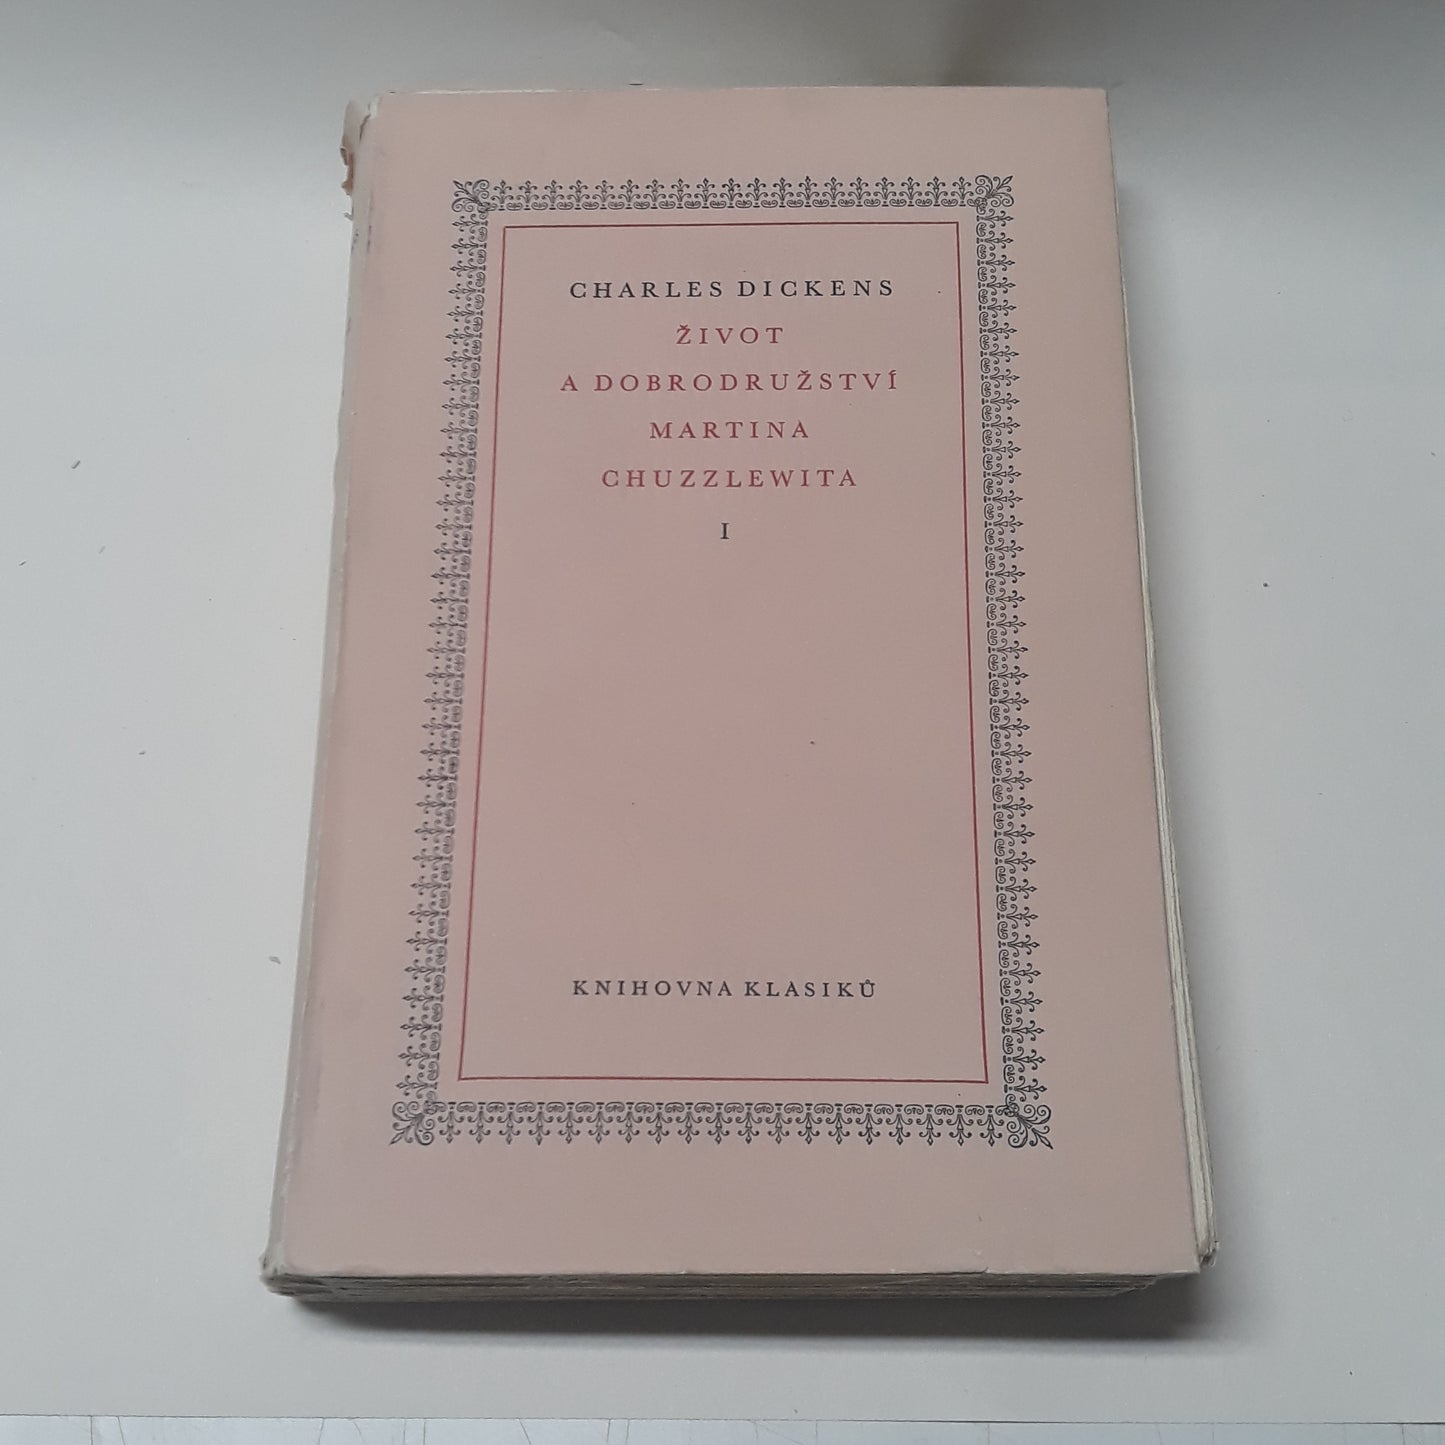 CHARLES DICKENS
ŽIVOT
A DOBRODRUŽSTVÍ
MARTINA
CHUZZLEWITA
I
KNIHOVNA KLASIKŮ